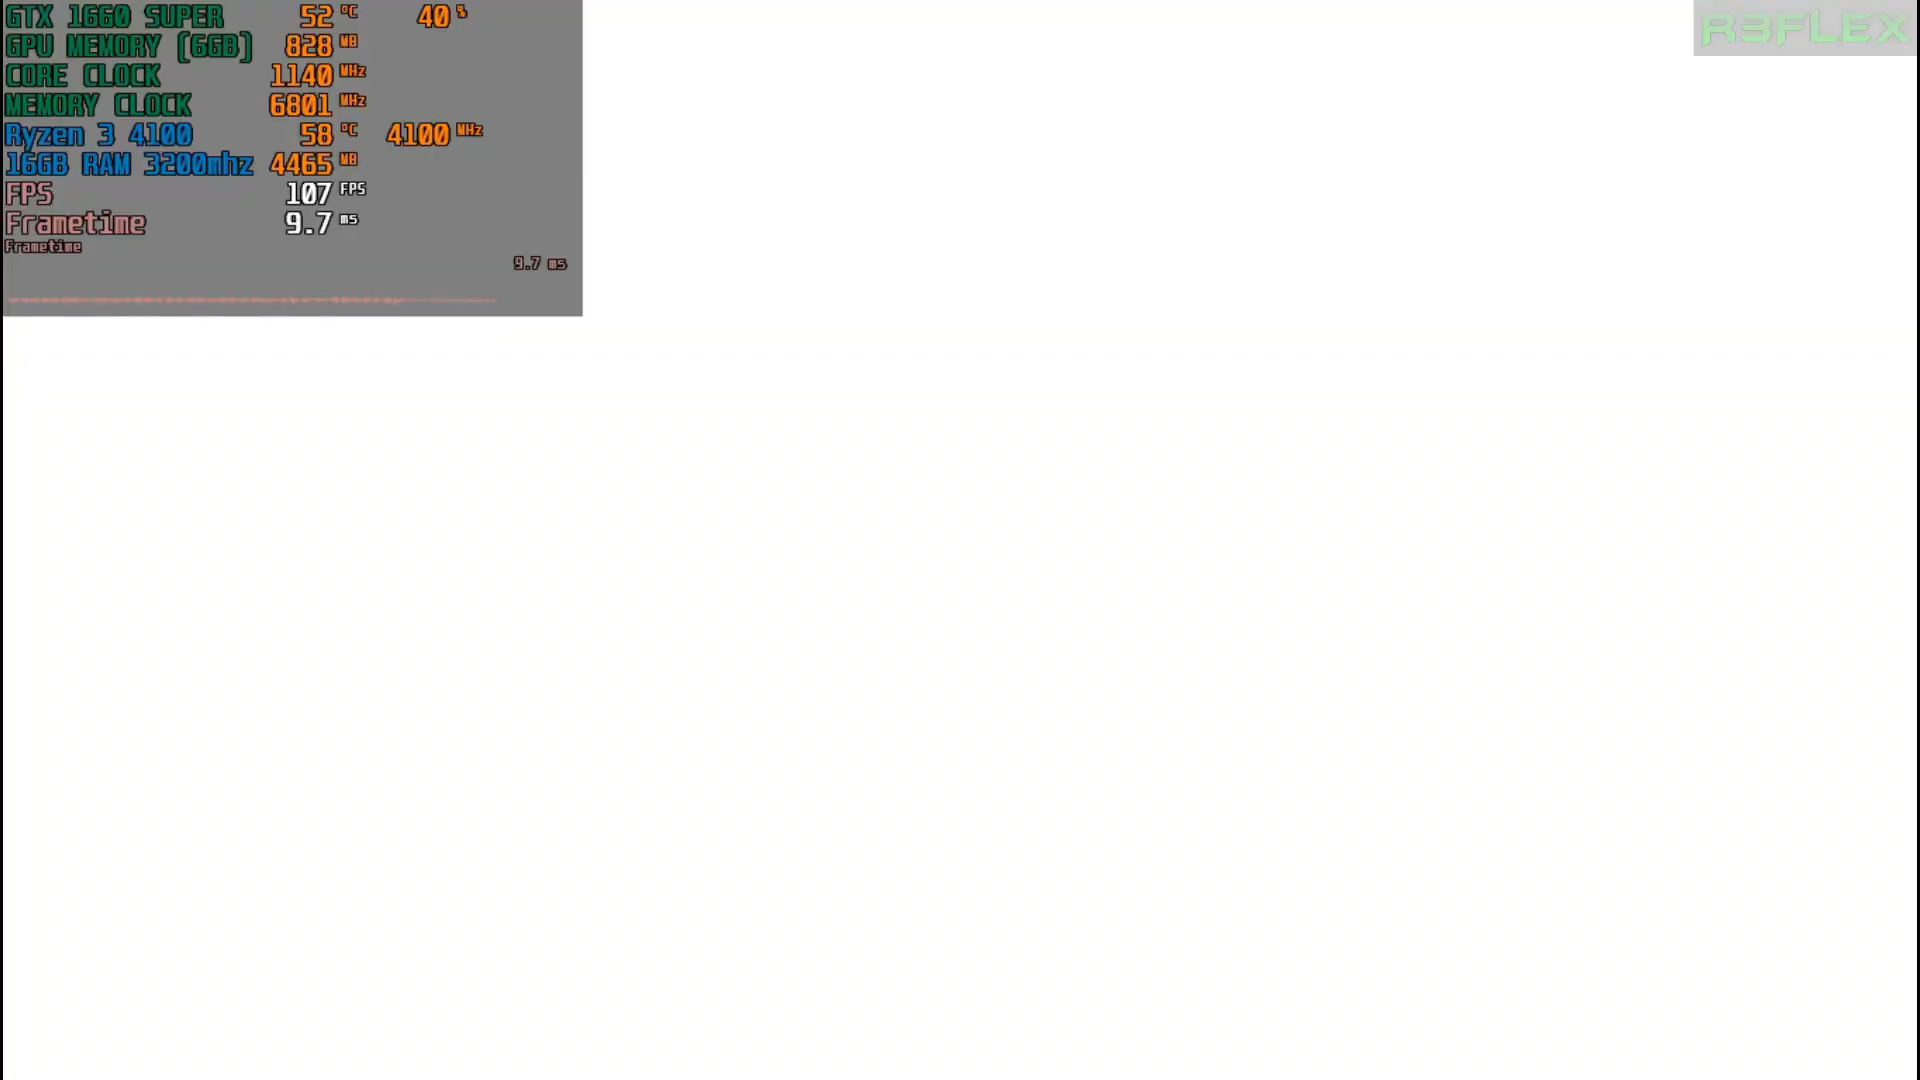 GTX 1660 SUPER 52 °C 40 %
GPU MEMORY (6GB) 828 MB
CORE CLOCK 1140 MHz
MEMORY CLOCK 6801 MHz
Ryzen 3 4100 58 °C 4100 MHz
16GB RAM 3200mhz 4465 MB
FPS 107 FPS
Frametime 9.7 ms
Frametime
9.7 ms
R3FLEX